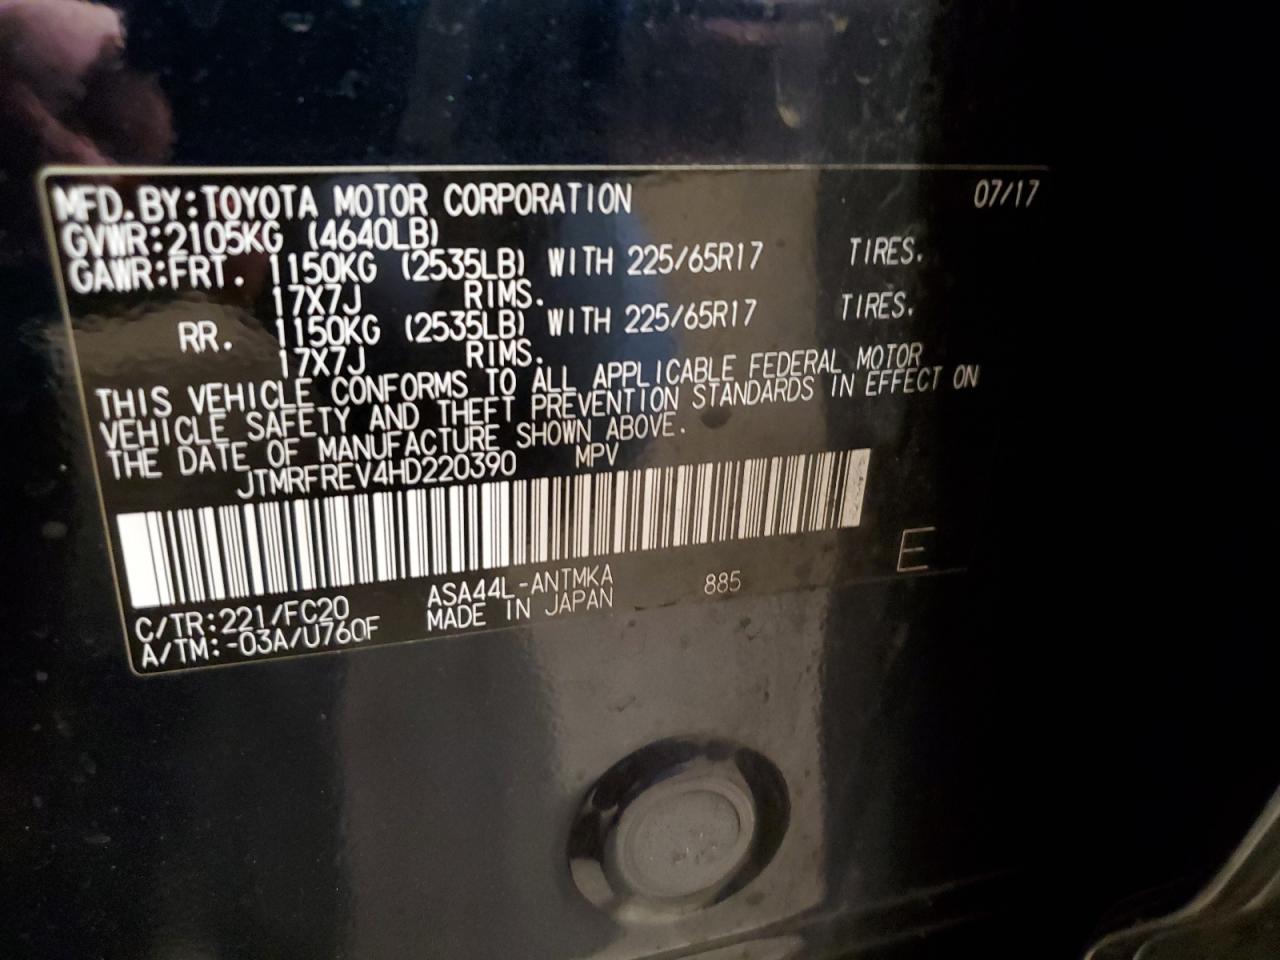 MFD. BY: TOYOTA MOTOR CORPORATION 07/17
GVWR: 2105KG (4640LB)
GAWR: FRT. 1150KG (2535LB) WITH 225/65R17 TIRES.
17X7J RIMS.
RR. 1150KG (2535LB) WITH 225/65R17 TIRES.
17X7J RIMS.
THIS VEHICLE CONFORMS TO ALL APPLICABLE FEDERAL MOTOR
VEHICLE SAFETY AND THEFT PREVENTION STANDARDS IN EFFECT ON
THE DATE OF MANUFACTURE SHOWN ABOVE.
JTMRFREV4HD220390 MPV
E
C/TR: 221/FC20 ASA44L-ANTMKA 885
A/TM: -03A/U760F MADE IN JAPAN